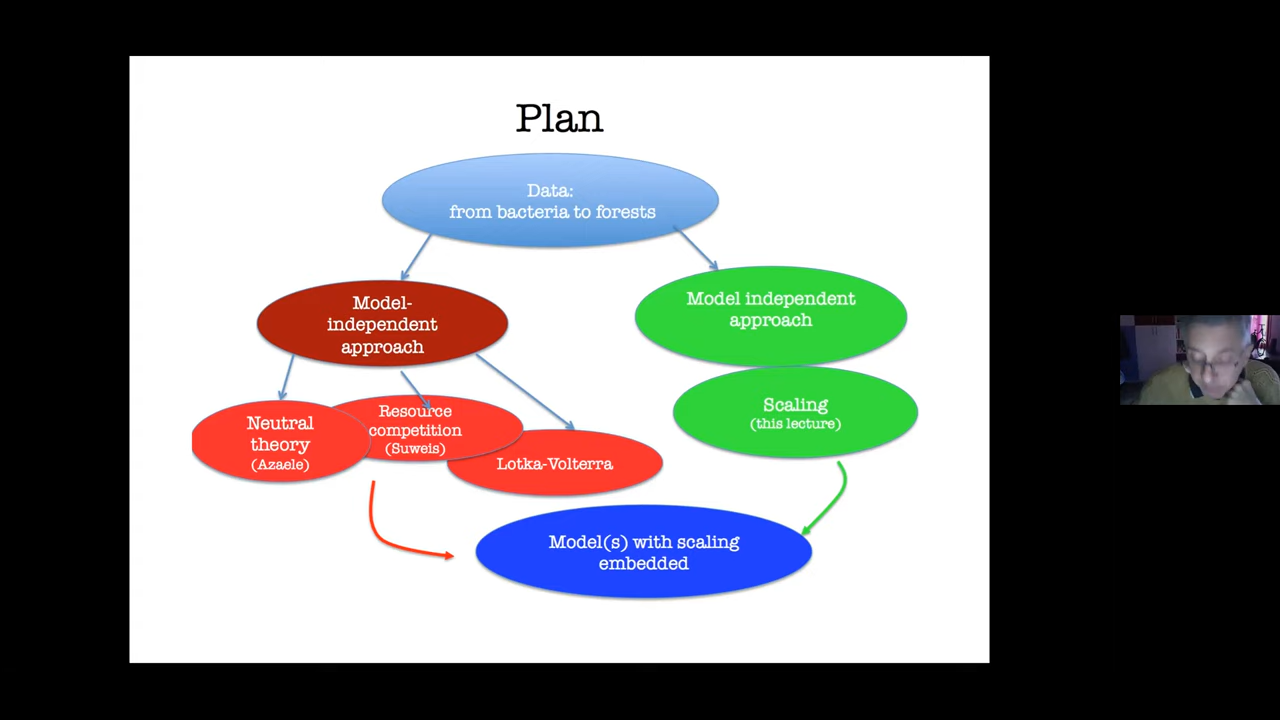 Plan
Data:
from bacteria to forests
Model-
independent
approach
Model independent
approach
Neutral
theory
(Azaele)
Resource
competition
(Suweis)
Lotka-Volterra
Scaling
(this lecture)
Model(s) with scaling
embedded